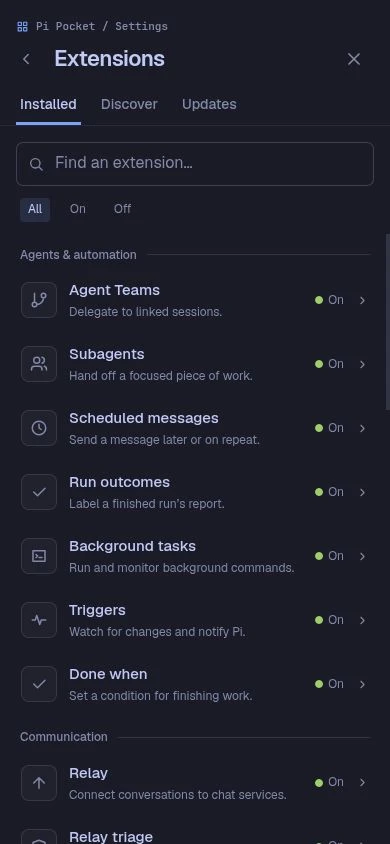 Pi Pocket / Settings
Extensions
Installed Discover Updates
Find an extension...
All On Off
Agents & automation
Agent Teams
Delegate to linked sessions.
On
Subagents
Hand off a focused piece of work.
On
Scheduled messages
Send a message later or on repeat.
On
Run outcomes
Label a finished run's report.
On
Background tasks
Run and monitor background commands.
On
Triggers
Watch for changes and notify Pi.
On
Done when
Set a condition for finishing work.
On
Communication
Relay
Connect conversations to chat services.
On
Relay triage
On